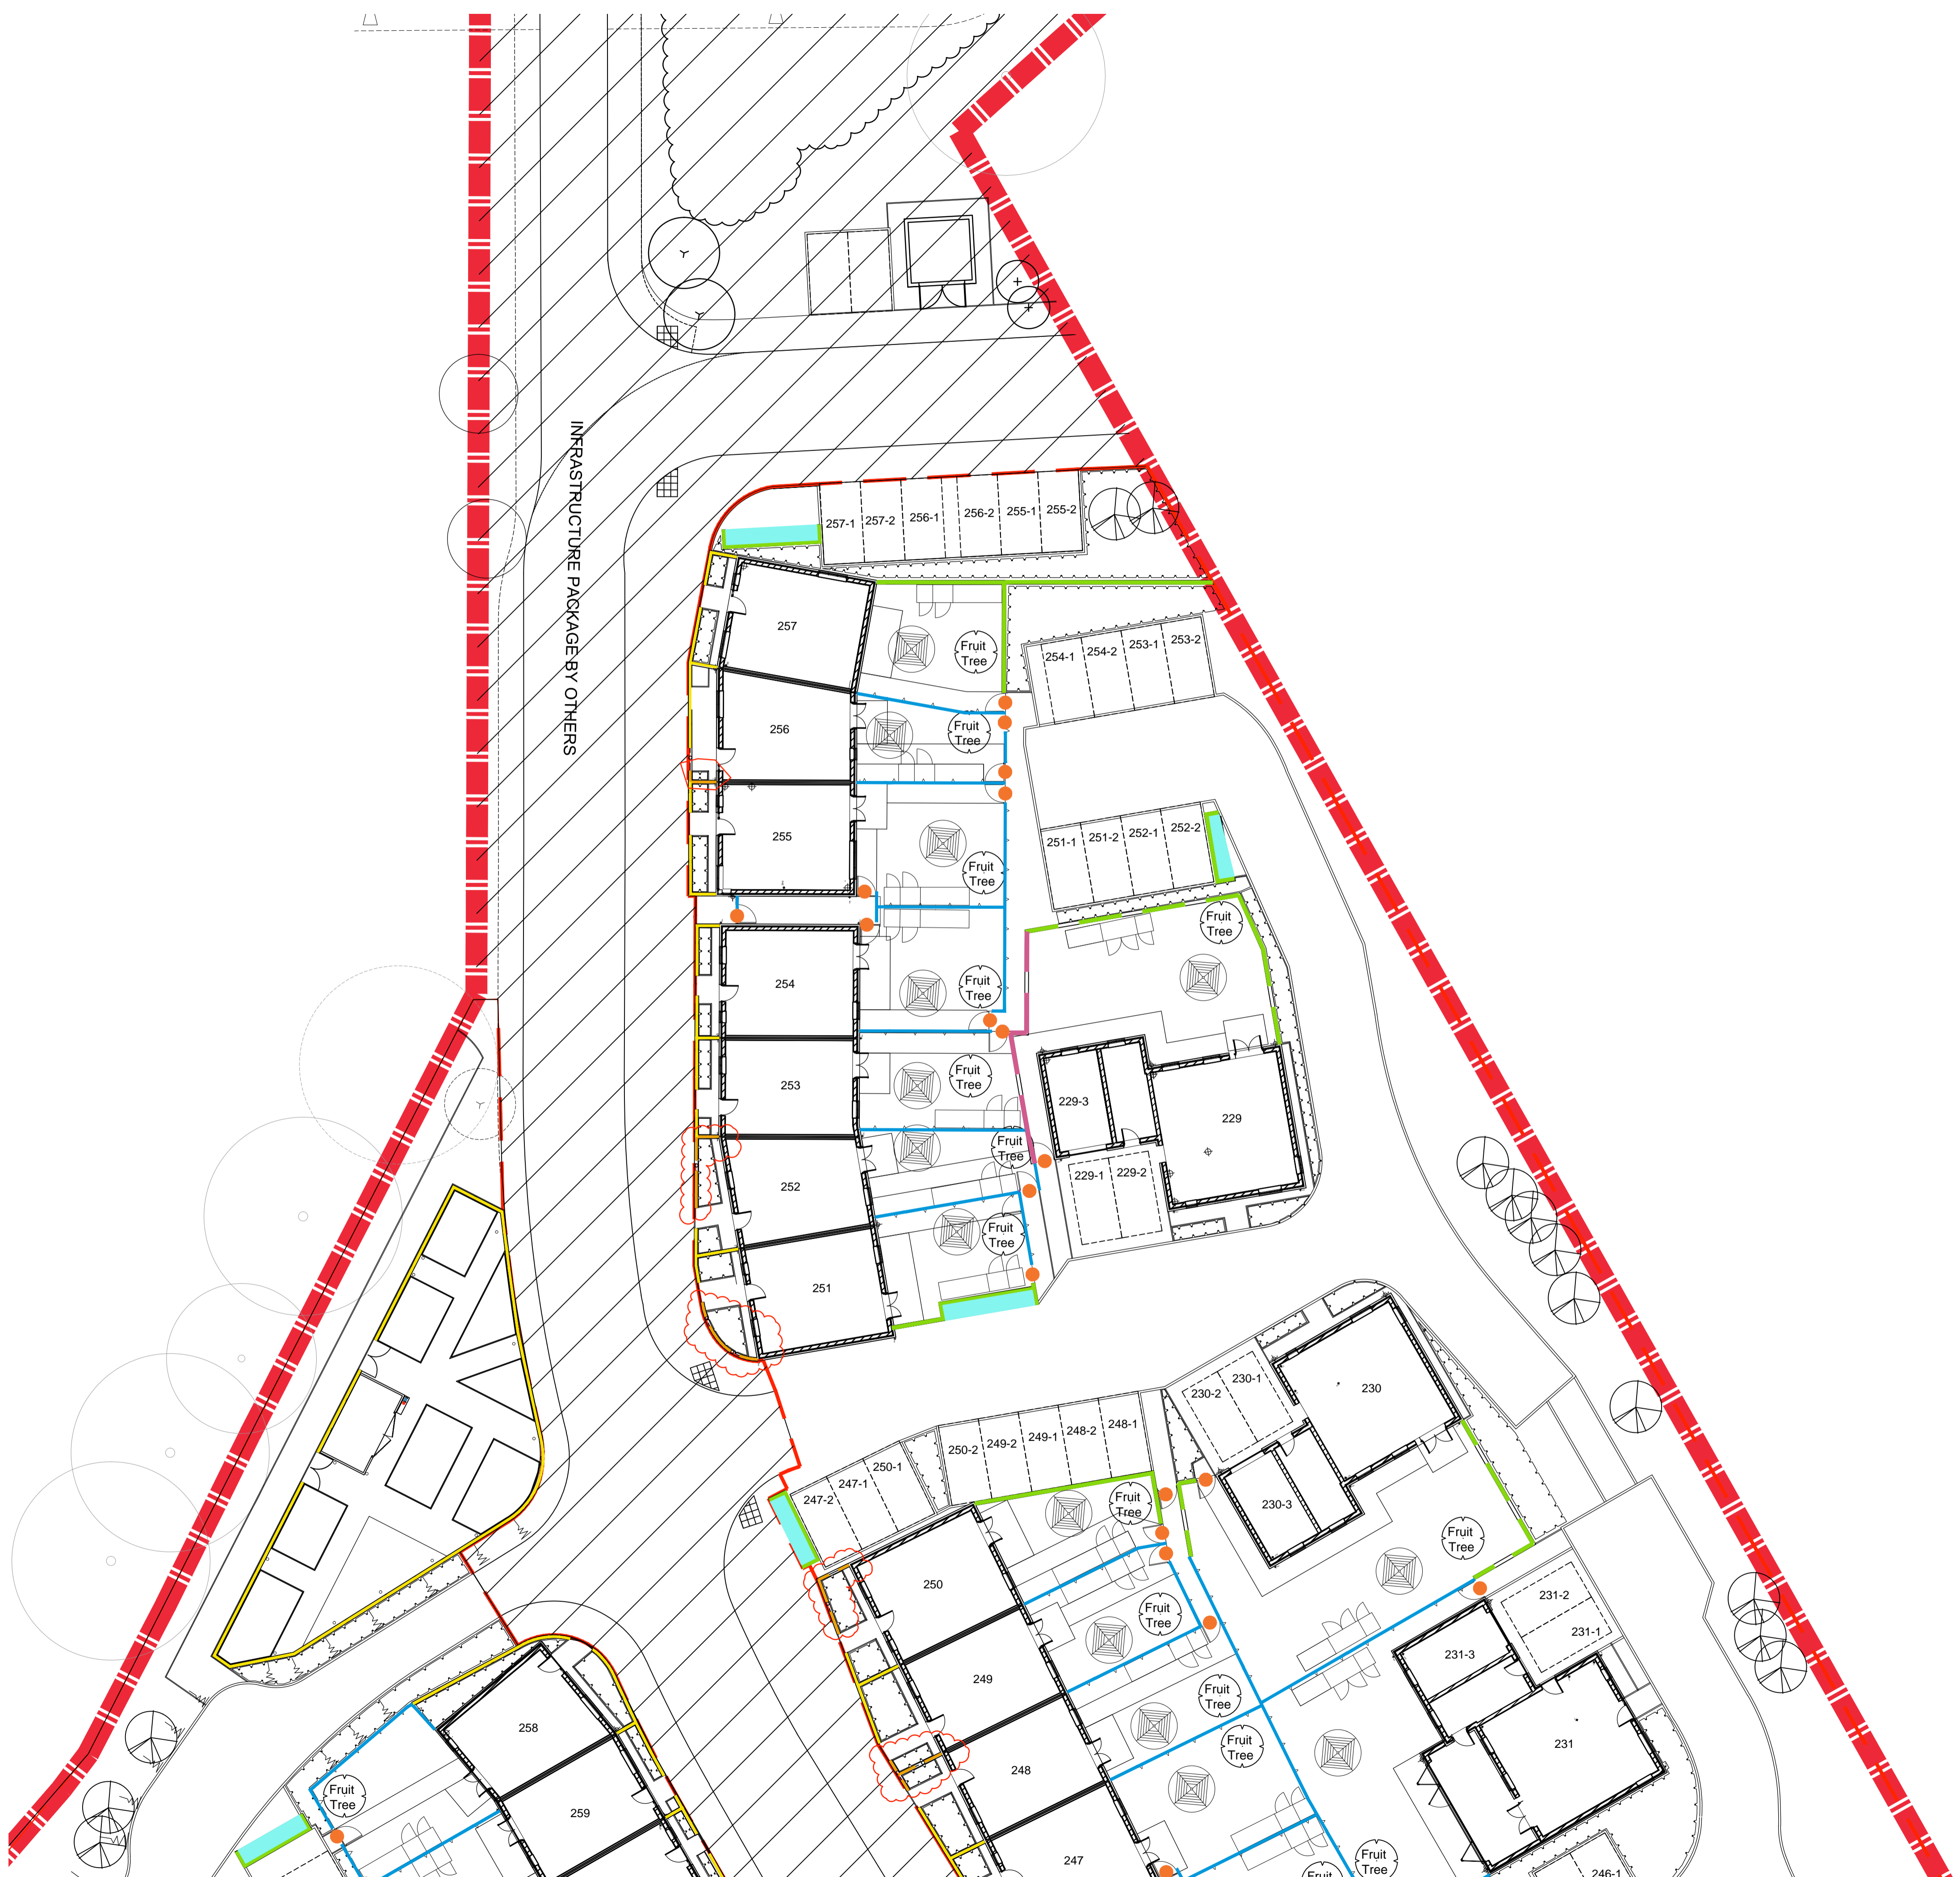 INFRASTRUCTURE PACKAGE BY OTHERS
257-1
257-2
256-1
256-2
255-1
255-2
257
Fruit
Tree
254-1
254-2
253-1
253-2
256
Fruit
Tree
255
Fruit
Tree
251-1
251-2
252-1
252-2
Fruit
Tree
254
Fruit
Tree
253
Fruit
Tree
229-3
229
Fruit
Tree
229-1
229-2
252
Fruit
Tree
251
230-2
230-1
230
250-2
249-2
249-1
248-2
248-1
247-2
247-1
250-1
Fruit
Tree
230-3
Fruit
Tree
250
Fruit
Tree
231-2
231-1
231-3
249
Fruit
Tree
258
Fruit
Tree
231
248
Fruit
Tree
259
247
Fruit
Tree
Fruit
246-1